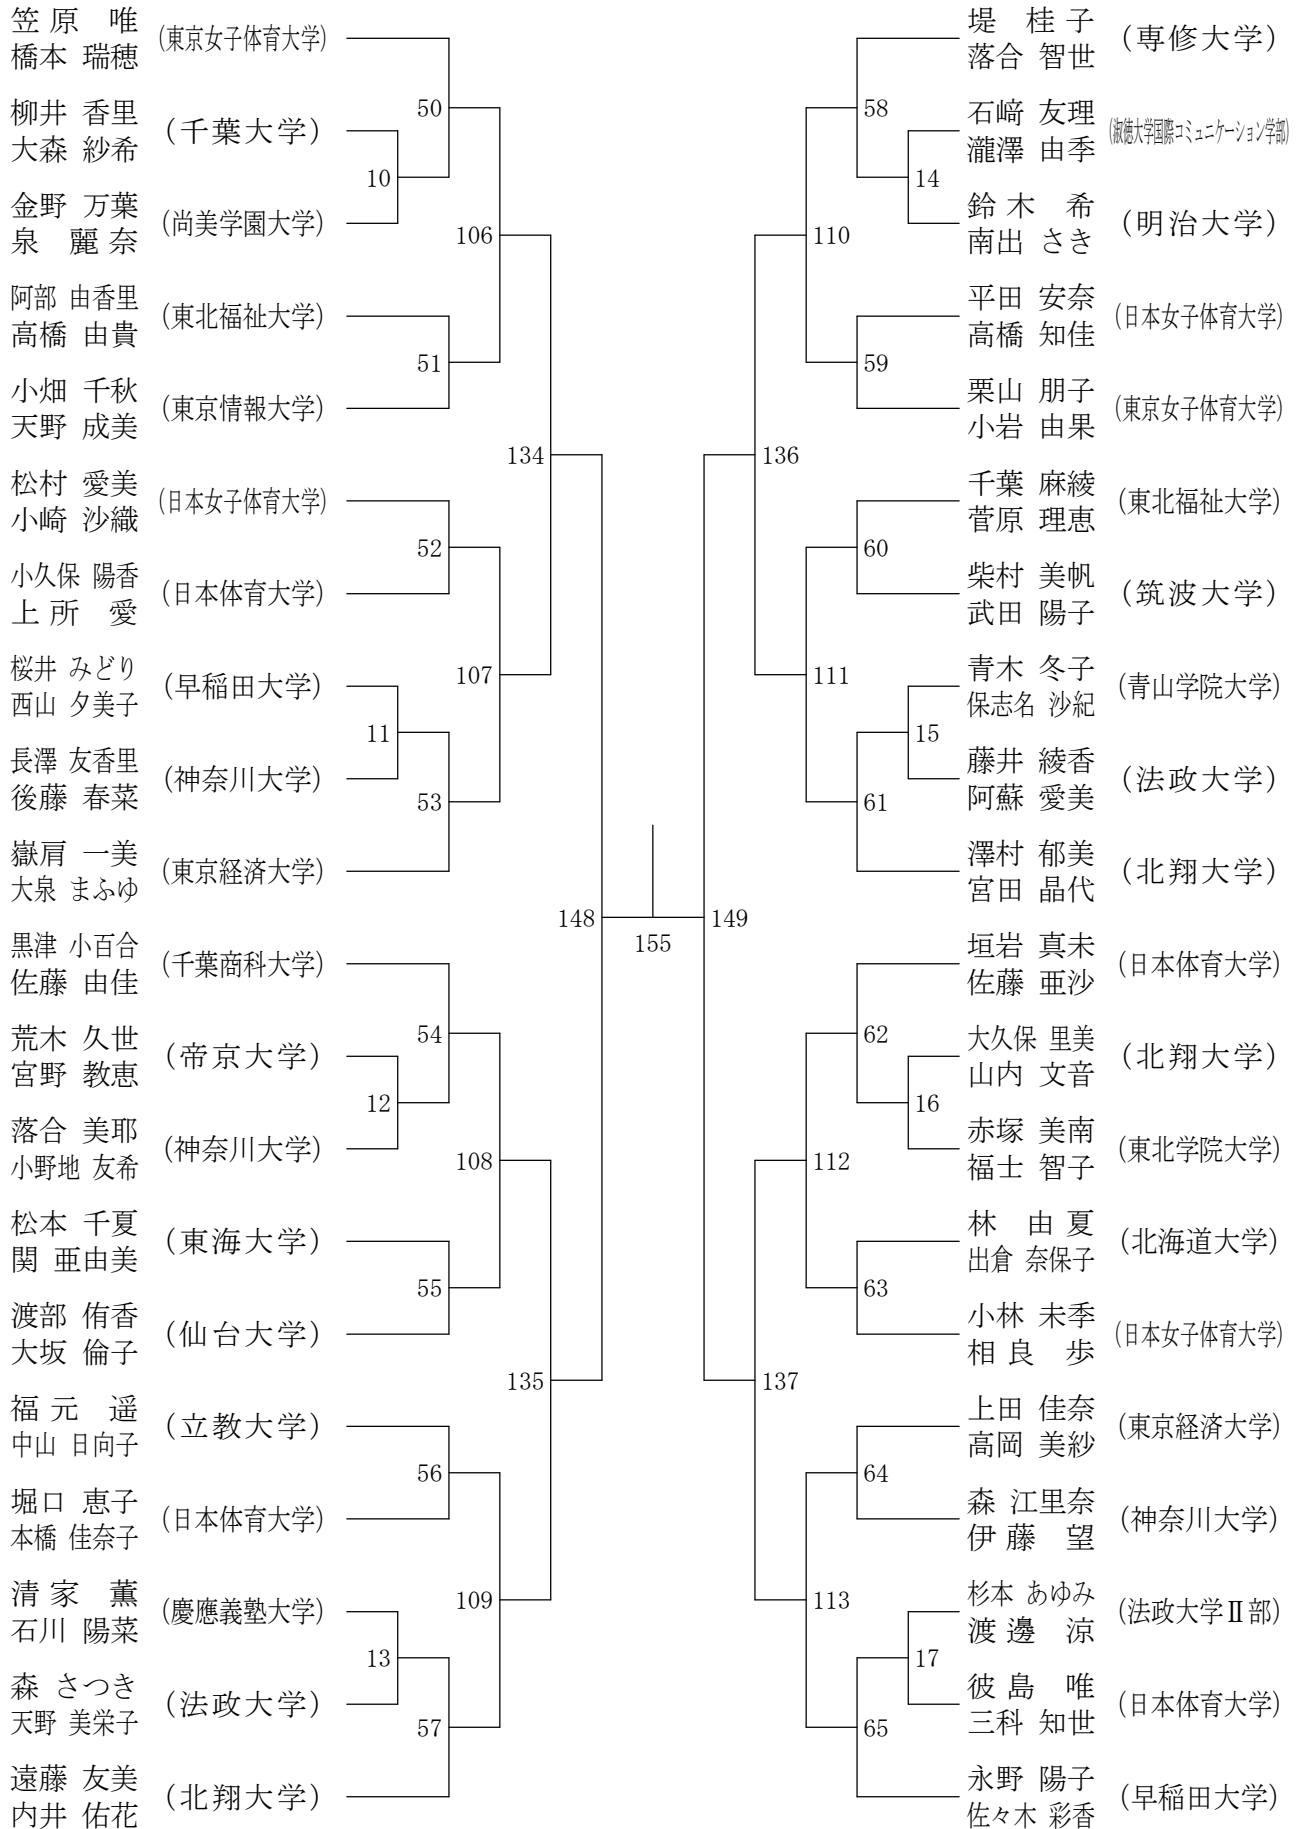 笠原 唯
橋本 瑞穂
(東京女子体育大学)
柳井 香里
大森 紗希
(千葉大学)
金野 万葉
泉 麗奈
(尚美学園大学)
阿部 由香里
高橋 由貴
(東北福祉大学)
小畑 千秋
天野 成美
(東京情報大学)
松村 愛美
小崎 沙織
(日本女子体育大学)
小久保 陽香
上所 愛
(日本体育大学)
桜井 みどり
西山 夕美子
(早稲田大学)
長澤 友香里
後藤 春菜
(神奈川大学)
嶽肩 一美
大泉 まふゆ
(東京経済大学)
黒津 小百合
佐藤 由佳
(千葉商科大学)
荒木 久世
宮野 教恵
(帝京大学)
落合 美耶
小野地 友希
(神奈川大学)
松本 千夏
関 亜由美
(東海大学)
渡部 侑香
大坂 倫子
(仙台大学)
福元 遥
中山 日向子
(立教大学)
堀口 恵子
本橋 佳奈子
(日本体育大学)
清家 薫
石川 陽菜
(慶應義塾大学)
森 さつき
天野 美栄子
(法政大学)
遠藤 友美
内井 佑花
(北翔大学)
50
10
106
51
134
52
107
11
53
148
54
12
108
55
135
56
109
13
57
155
58
14
110
59
136
60
111
15
61
149
62
16
112
63
137
64
113
17
65
堤 桂子
落合 智世
(専修大学)
石﨑 友理
瀧澤 由季
(淑徳大学国際コミュニケーション学部)
鈴木 希
南出 さき
(明治大学)
平田 安奈
高橋 知佳
(日本女子体育大学)
栗山 朋子
小岩 由果
(東京女子体育大学)
千葉 麻綾
菅原 理恵
(東北福祉大学)
柴村 美帆
武田 陽子
(筑波大学)
青木 冬子
保志名 沙紀
(青山学院大学)
藤井 綾香
阿蘇 愛美
(法政大学)
澤村 郁美
宮田 晶代
(北翔大学)
垣岩 真未
佐藤 亜沙
(日本体育大学)
大久保 里美
山内 文音
(北翔大学)
赤塚 美南
福士 智子
(東北学院大学)
林 由夏
出倉 奈保子
(北海道大学)
小林 未季
相良 歩
(日本女子体育大学)
上田 佳奈
高岡 美紗
(東京経済大学)
森 江里奈
伊藤 望
(神奈川大学)
杉本 あゆみ
渡邊 涼
(法政大学Ⅱ部)
彼島 唯
三科 知世
(日本体育大学)
永野 陽子
佐々木 彩香
(早稲田大学)